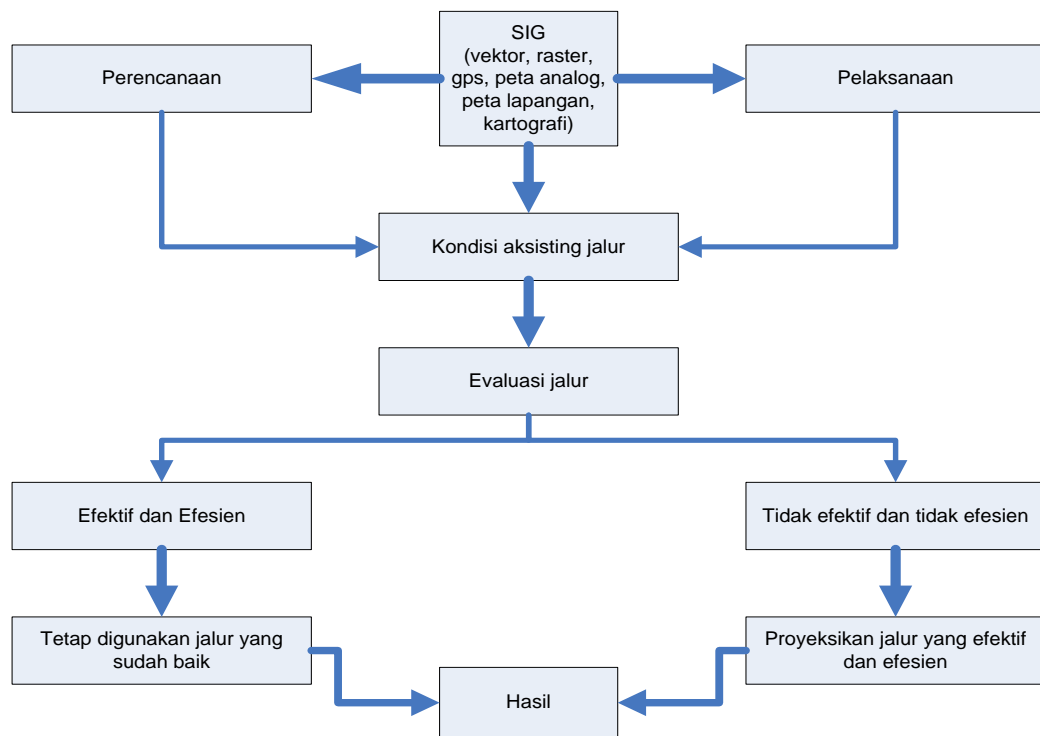 SIG
(vektor, raster,
gps, peta analog,
peta lapangan,
kartografi)
Perencanaan
Pelaksanaan
Kondisi aksisting jalur
Evaluasi jalur
Efektif dan Efesien
Tidak efektif dan tidak efesien
Tetap digunakan jalur yang
sudah baik
Proyeksikan jalur yang efektif
dan efesien
Hasil